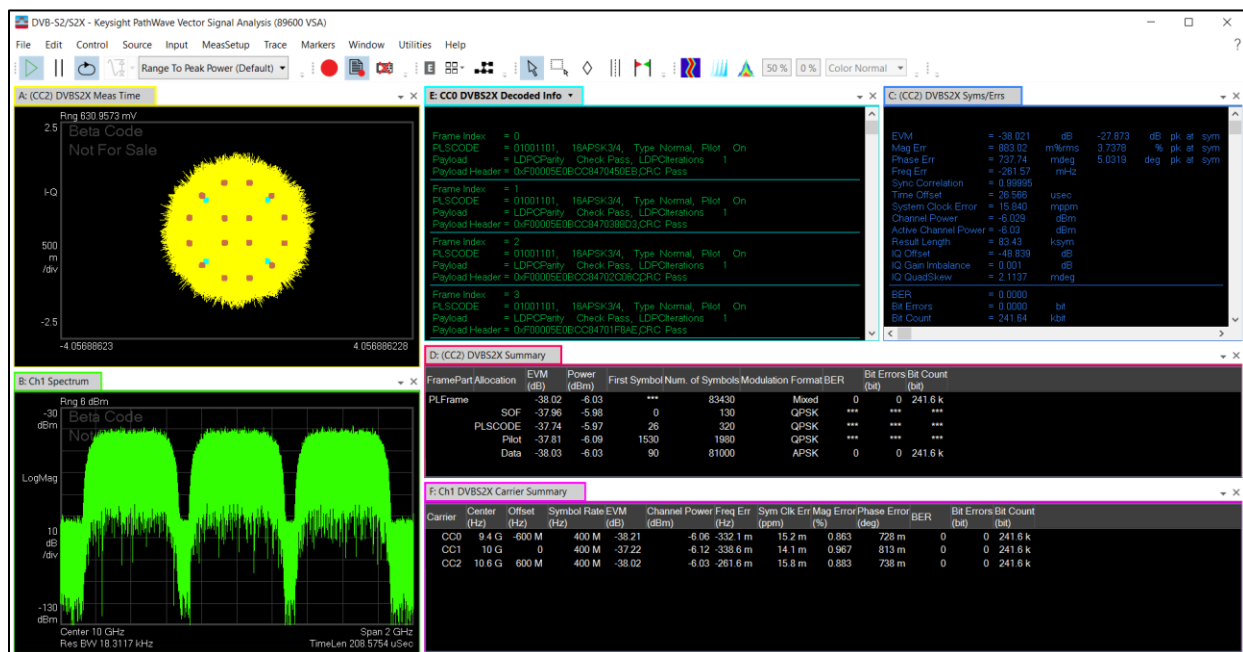 DVB-S2/S2X - Keysight PathWave Vector Signal Analysis (89600 VSA)
File Edit Control Source Input MeasSetup Trace Markers Window Utilities Help ?
Range To Peak Power (Default) E 50 % 0 % Color Normal
A: (CC2) DVBS2X Meas Time
Rng 630.9573 mV
2.5
Beta Code
Not For Sale
I-Q
500
m
/div
-2.5
-4.05688623 4.056886228
B: Ch1 Spectrum
Rng 6 dBm
-30
dBm
Beta Code
LogMag
10
dB
/div
-130
dBm
Center 10 GHz Span 2 GHz
Res BW 18.3117 kHz TimeLen 208.5754 uSec
E: CC0 DVBS2X Decoded Info
Frame Index = 0
PLSCODE = 01001101, 16APSK3/4, Type Normal, Pilot On
Payload = LDPCParity Check Pass, LDPCIterations 1
Payload Header = 0xF00005E0BCC8470450EB,CRC Pass
Frame Index = 1
PLSCODE = 01001101, 16APSK3/4, Type Normal, Pilot On
Payload = LDPCParity Check Pass, LDPCIterations 1
Payload Header = 0xF00005E0BCC84703B8D3,CRC Pass
Frame Index = 2
PLSCODE = 01001101, 16APSK3/4, Type Normal, Pilot On
Payload = LDPCParity Check Pass, LDPCIterations 1
Payload Header = 0xF00005E0BCC84702C06C,CRC Pass
Frame Index = 3
PLSCODE = 01001101, 16APSK3/4, Type Normal, Pilot On
Payload = LDPCParity Check Pass, LDPCIterations 1
Payload Header = 0xF00005E0BCC84701F8AE,CRC Pass
C: (CC2) DVBS2X Syms/Errs
EVM = -38.021 dB -27.873 dB pk at sym
Mag Err = 883.02 m%rms 3.7378 % pk at sym
Phase Err = 737.74 mdeg 5.0319 deg pk at sym
Freq Err = -261.57 mHz
Sync Correlation = 0.99995
Time Offset = 26.566 usec
System Clock Error = 15.840 mppm
Channel Power = -6.029 dBm
Active Channel Power = -6.03 dBm
Result Length = 83.43 ksym
IQ Offset = -48.839 dB
IQ Gain Imbalance = 0.001 dB
IQ QuadSkew = 2.1137 mdeg
BER = 0.0000
Bit Errors = 0.0000 bit
Bit Count = 241.64 kbit
D: (CC2) DVBS2X Summary
FramePart Allocation EVM (dB) Power (dBm) First Symbol Num. of Symbols Modulation Format BER Bit Errors (bit) Bit Count (bit)
PLFrame -38.02 -6.03 *** 83430 Mixed 0 0 241.6 k
SOF -37.96 -5.98 0 130 QPSK *** *** ***
PLSCODE -37.74 -5.97 26 320 QPSK *** *** ***
Pilot -37.81 -6.09 1530 1980 QPSK *** *** ***
Data -38.03 -6.03 90 81000 APSK 0 0 241.6 k
F: Ch1 DVBS2X Carrier Summary
Carrier Center (Hz) Offset (Hz) Symbol Rate (Hz) EVM (dB) Channel Power (dBm) Freq Err (Hz) Sym Clk Err (ppm) Mag Error (%) Phase Error (deg) BER Bit Errors (bit) Bit Count (bit)
CC0 9.4 G -600 M 400 M -38.21 -6.06 -332.1 m 15.2 m 0.863 728 m 0 0 241.6 k
CC1 10 G 0 400 M -37.22 -6.12 -338.6 m 14.1 m 0.967 813 m 0 0 241.6 k
CC2 10.6 G 600 M 400 M -38.02 -6.03 -261.6 m 15.8 m 0.883 738 m 0 0 241.6 k